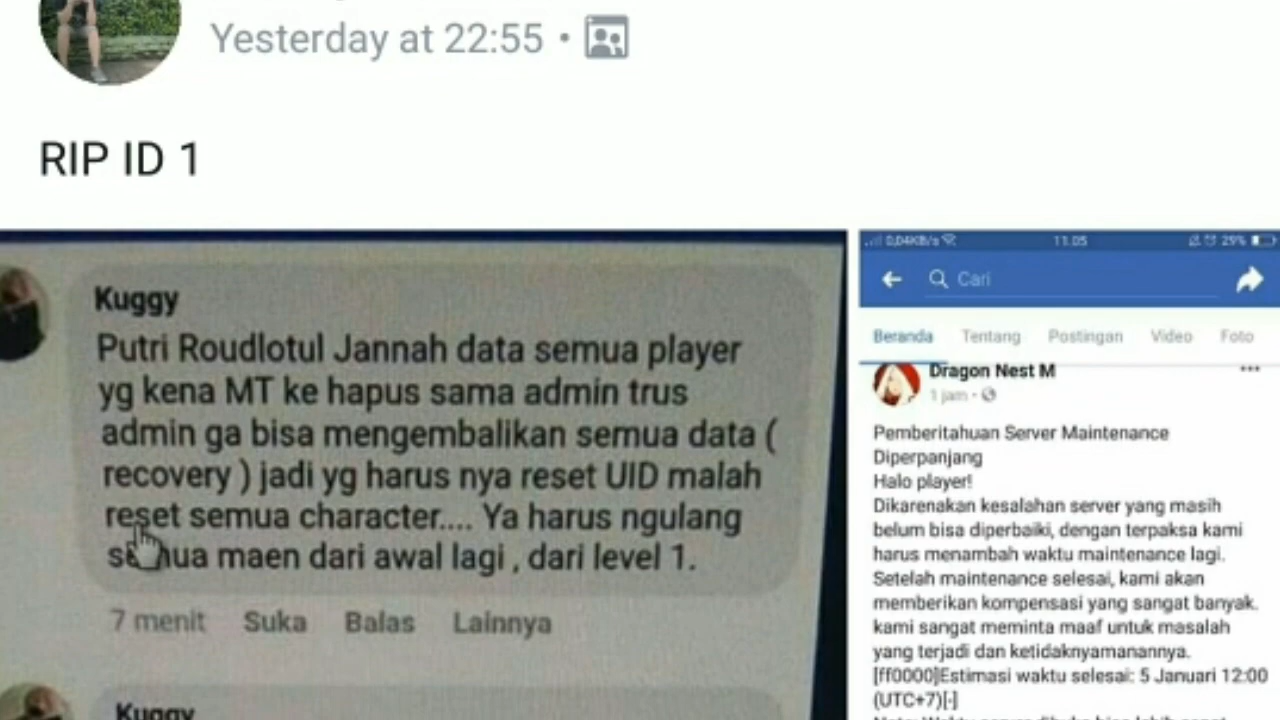 Yesterday at 22:55 •
RIP ID 1
Kuggy
Putri Roudlotul Jannah data semua player
yg kena MT ke hapus sama admin trus
admin ga bisa mengembalikan semua data (
recovery ) jadi yg harus nya reset UID malah
reset semua character.... Ya harus ngulang
semua maen dari awal lagi , dari level 1.
7 menit Suka Balas Lainnya
Kuggy
0,04KB/s 11.05 29%
Cari
Beranda Tentang Postingan Video Foto
Dragon Nest M
1 jam •
Pemberitahuan Server Maintenance
Diperpanjang
Halo player!
Dikarenakan kesalahan server yang masih
belum bisa diperbaiki, dengan terpaksa kami
harus menambah waktu maintenance lagi.
Setelah maintenance selesai, kami akan
memberikan kompensasi yang sangat banyak.
kami sangat meminta maaf untuk masalah
yang terjadi dan ketidaknyamanannya.
[ff0000]Estimasi waktu selesai: 5 Januari 12:00
(UTC+7)[-]